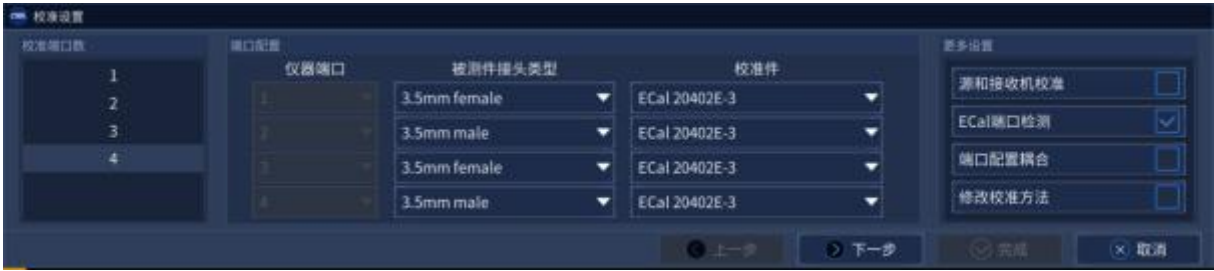 校准设置
校准端口数
1
2
3
4
端口配置
仪器端口 被测件接头类型 校准件
1 3.5mm female ECal 20402E-3
2 3.5mm male ECal 20402E-3
3 3.5mm female ECal 20402E-3
4 3.5mm male ECal 20402E-3
更多设置
源和接收机校准
ECal端口检测
端口配置耦合
修改校准方法
上一步 下一步 完成 取消